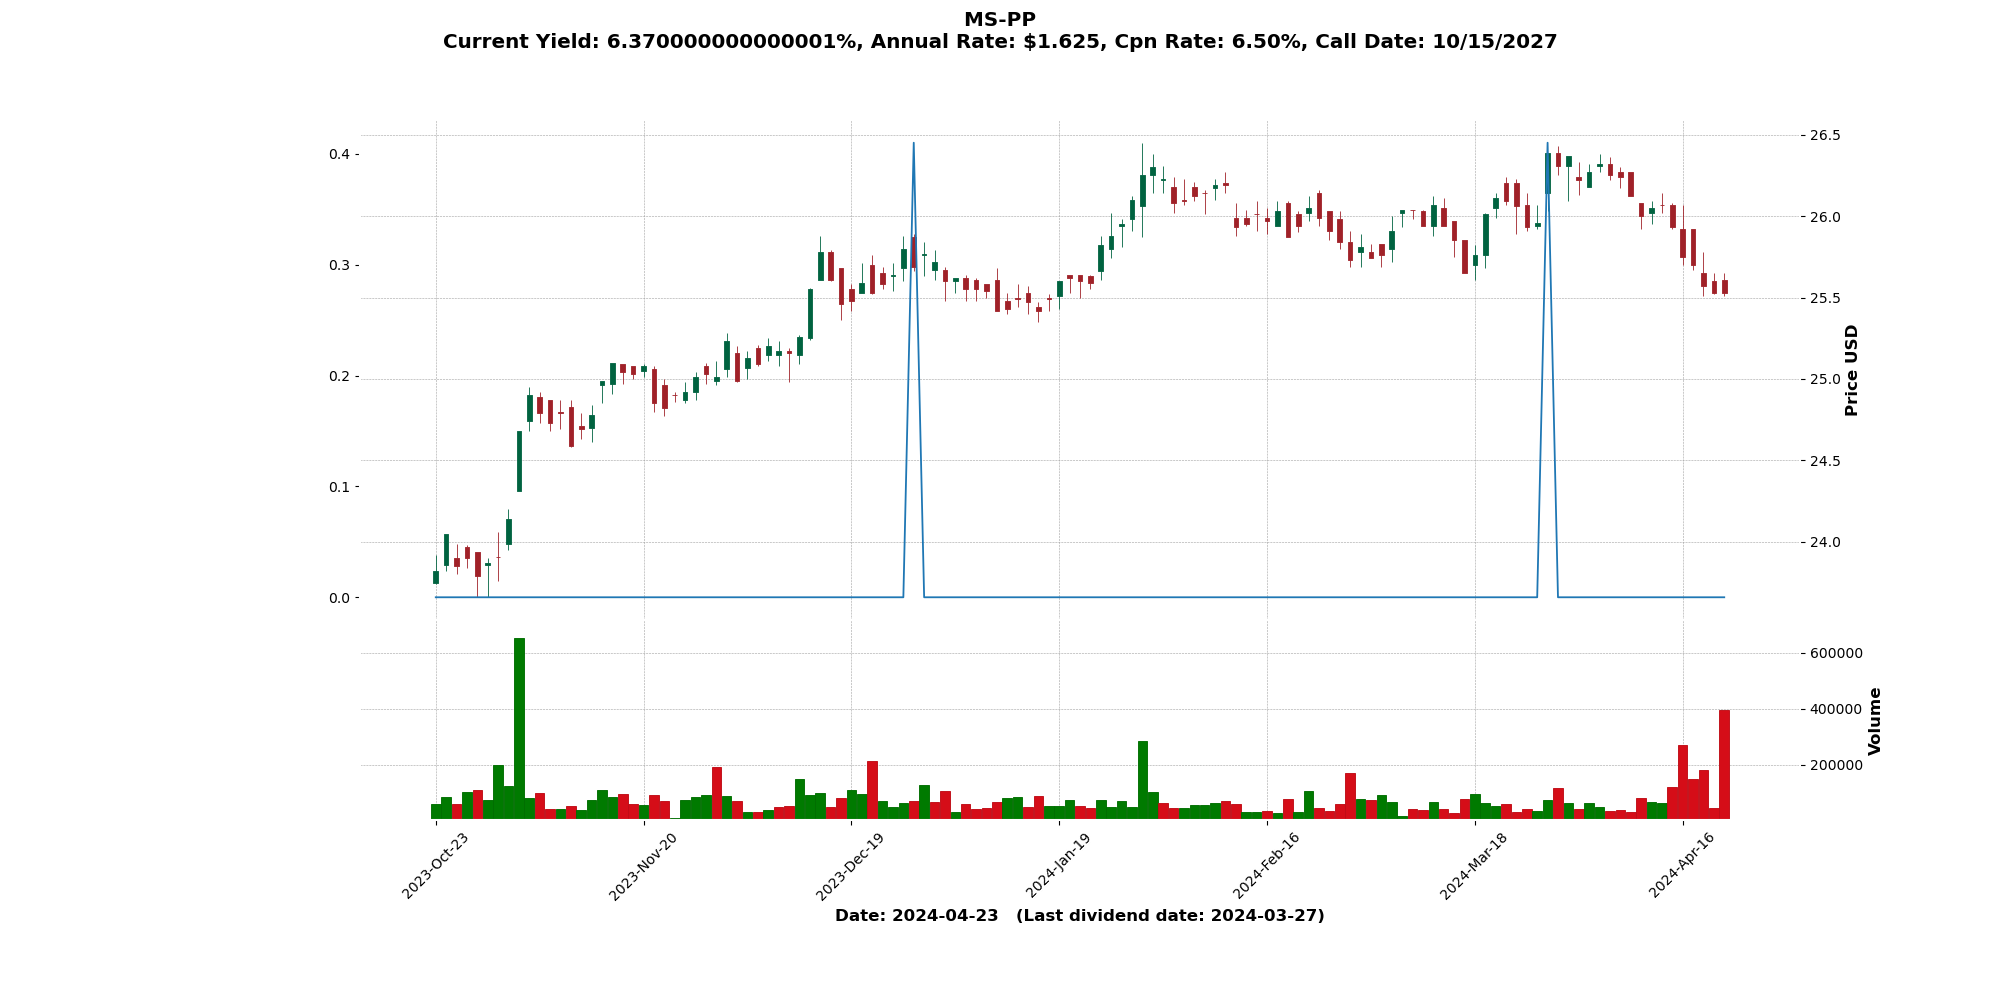 MS-PP
Current Yield: 6.370000000000001%, Annual Rate: $1.625, Cpn Rate: 6.50%, Call Date: 10/15/2027
0.4
0.3
0.2
0.1
0.0
26.5
26.0
25.5
25.0
24.5
24.0
Price USD
600000
400000
200000
Volume
2023-Oct-23
2023-Nov-20
2023-Dec-19
2024-Jan-19
2024-Feb-16
2024-Mar-18
2024-Apr-16
Date: 2024-04-23 (Last dividend date: 2024-03-27)